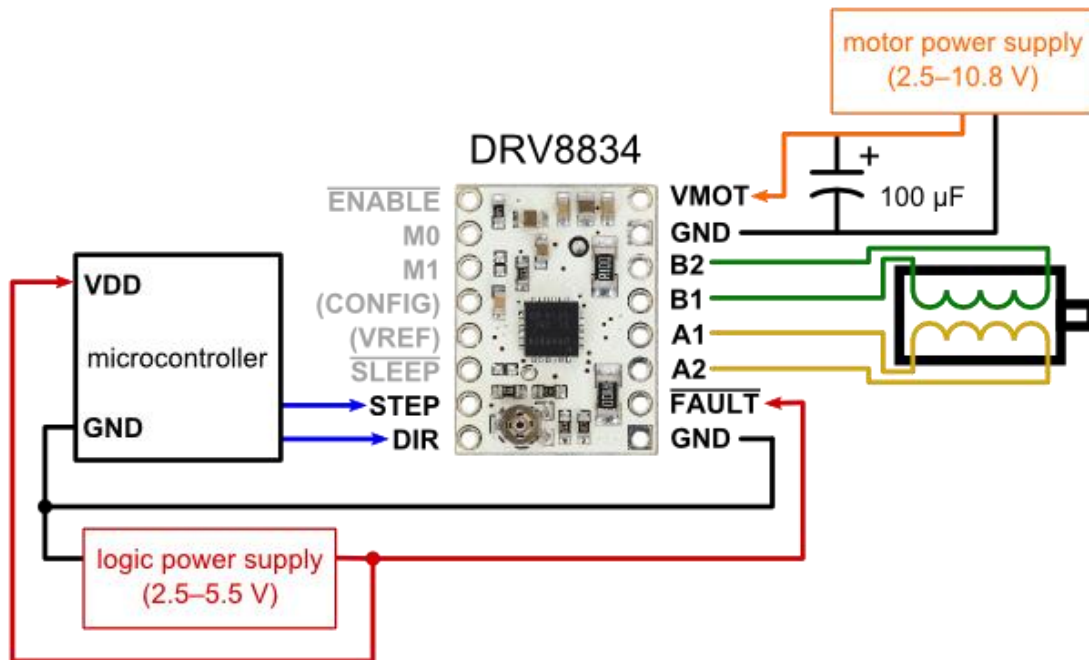 motor power supply
(2.5–10.8 V)
DRV8834
ENABLE
M0
M1
(CONFIG)
(VREF)
SLEEP
STEP
DIR
VMOT
GND
B2
B1
A1
A2
FAULT
GND
+
100 µF
VDD
microcontroller
GND
logic power supply
(2.5–5.5 V)
R100